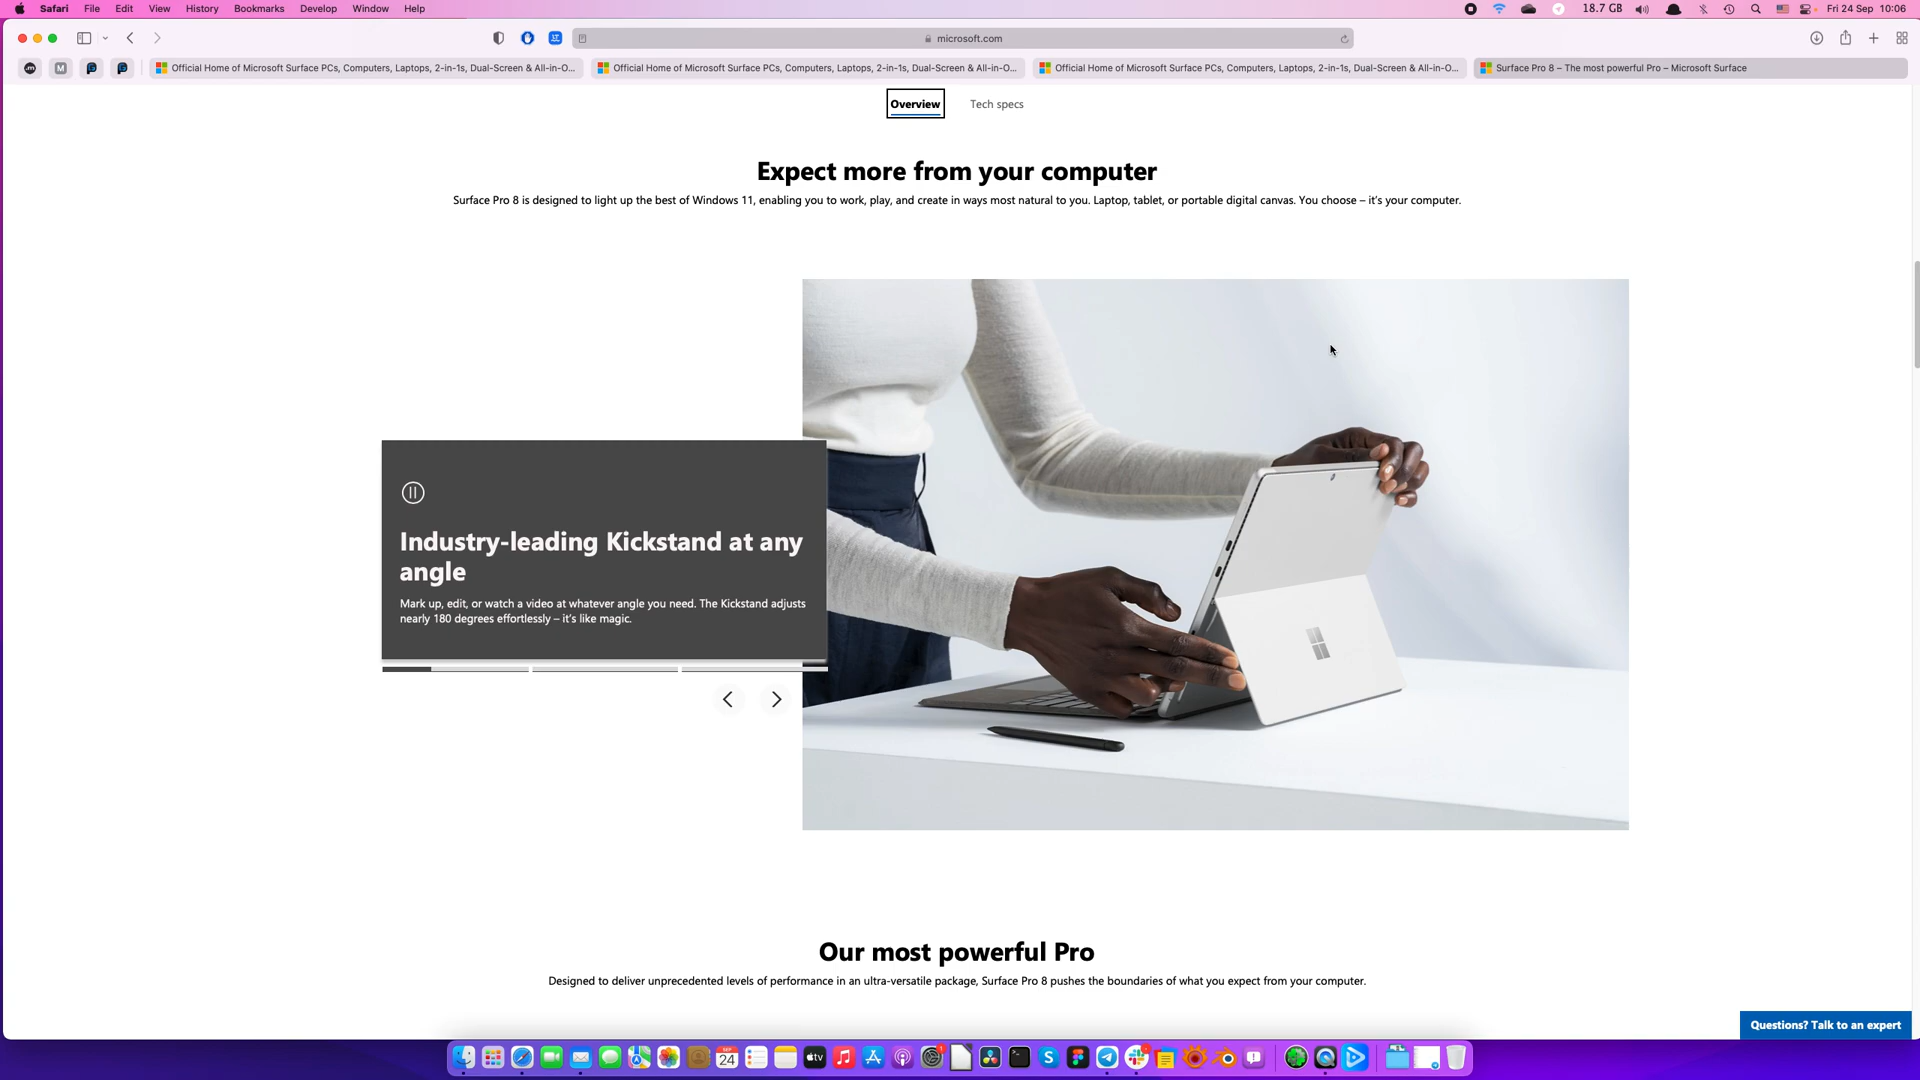 Safari File Edit View History Bookmarks Develop Window Help 18.7 GB Fri 24 Sep 10:06
microsoft.com
M Official Home of Microsoft Surface PCs, Computers, Laptops, 2-in-1s, Dual-Screen & All-in-O... Official Home of Microsoft Surface PCs, Computers, Laptops, 2-in-1s, Dual-Screen & All-in-O... Official Home of Microsoft Surface PCs, Computers, Laptops, 2-in-1s, Dual-Screen & All-in-O... Surface Pro 8 – The most powerful Pro – Microsoft Surface
Overview Tech specs
Expect more from your computer
Surface Pro 8 is designed to light up the best of Windows 11, enabling you to work, play, and create in ways most natural to you. Laptop, tablet, or portable digital canvas. You choose – it's your computer.
Industry-leading Kickstand at any
angle
Mark up, edit, or watch a video at whatever angle you need. The Kickstand adjusts
nearly 180 degrees effortlessly – it's like magic.
Our most powerful Pro
Designed to deliver unprecedented levels of performance in an ultra-versatile package, Surface Pro 8 pushes the boundaries of what you expect from your computer.
Questions? Talk to an expert
24 tv